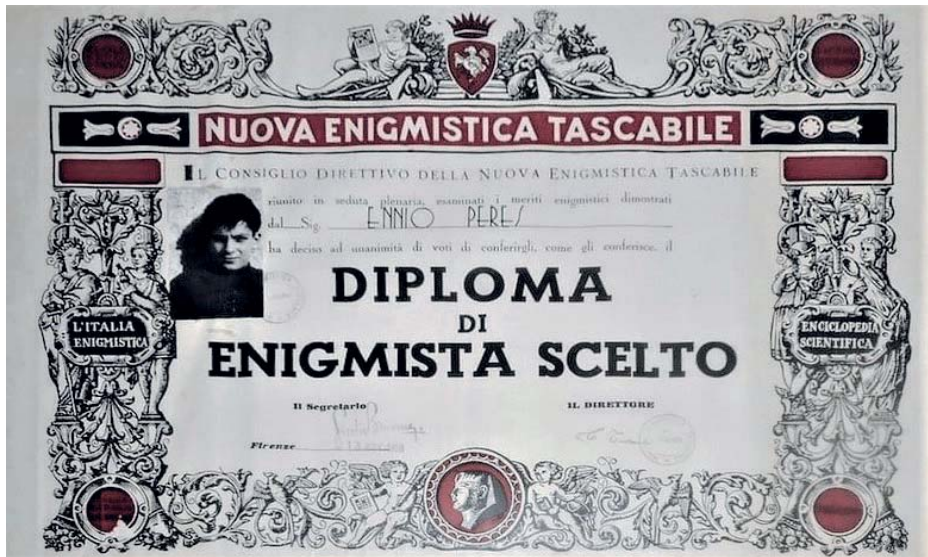 NUOVA ENIGMISTICA TASCABILE
IL CONSIGLIO DIRETTIVO DELLA NUOVA ENIGMISTICA TASCABILE
riunito in seduta plenaria, esaminati i meriti enigmistici dimostrati
dal Sig. ENNIO PERES
ha deciso ad unanimità di voti di conferirgli, come gli conferisce, il
DIPLOMA
DI
ENIGMISTA SCELTO
L'ITALIA
ENIGMISTICA
ENCICLOPEDIA
SCIENTIFICA
Il Segretario
IL DIRETTORE
Firenze